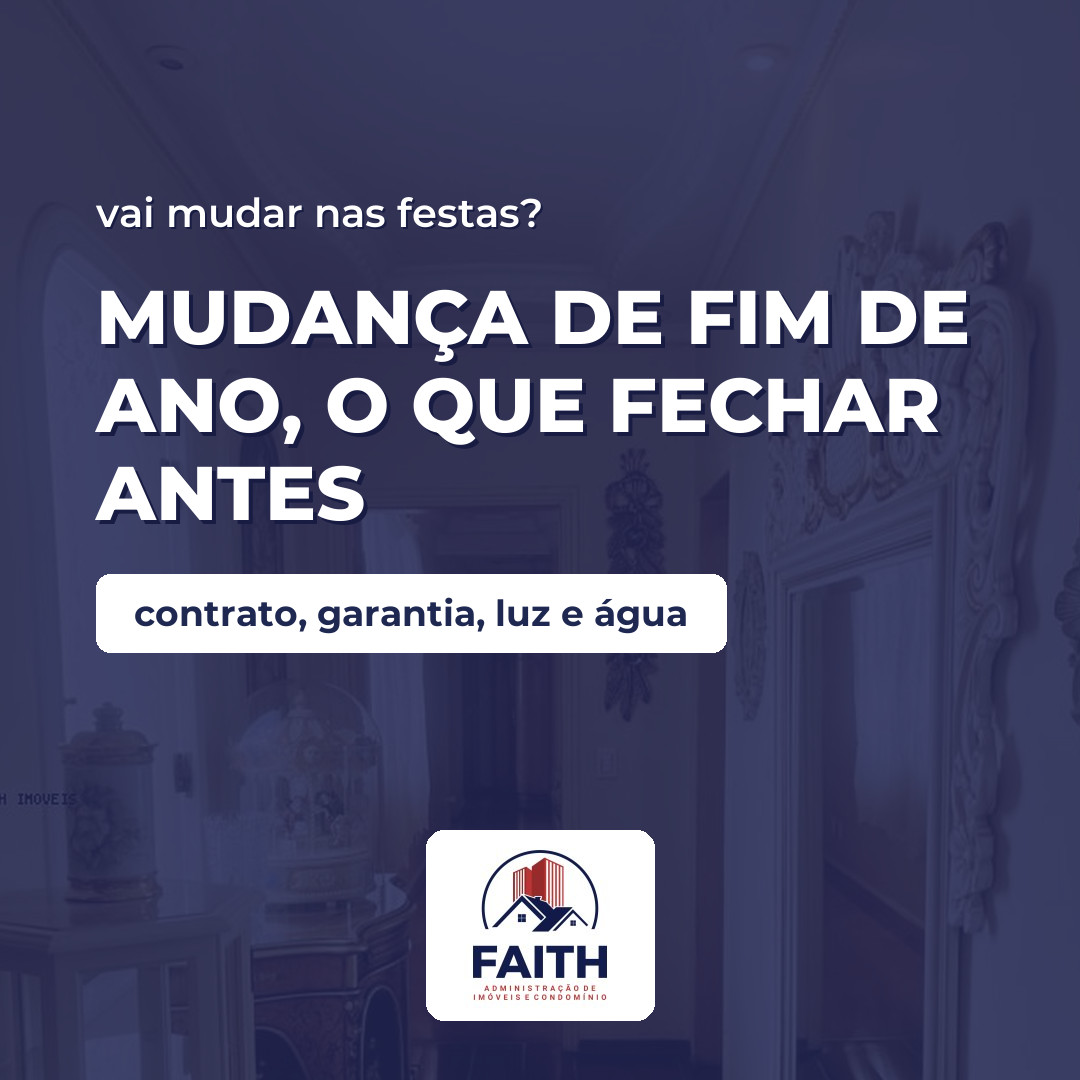 vai mudar nas festas?
MUDANÇA DE FIM DE
ANO, O QUE FECHAR
ANTES
contrato, garantia, luz e água
H IMOVEIS
FAITH
ADMINISTRAÇÃO DE
IMÓVEIS E CONDOMÍNIO